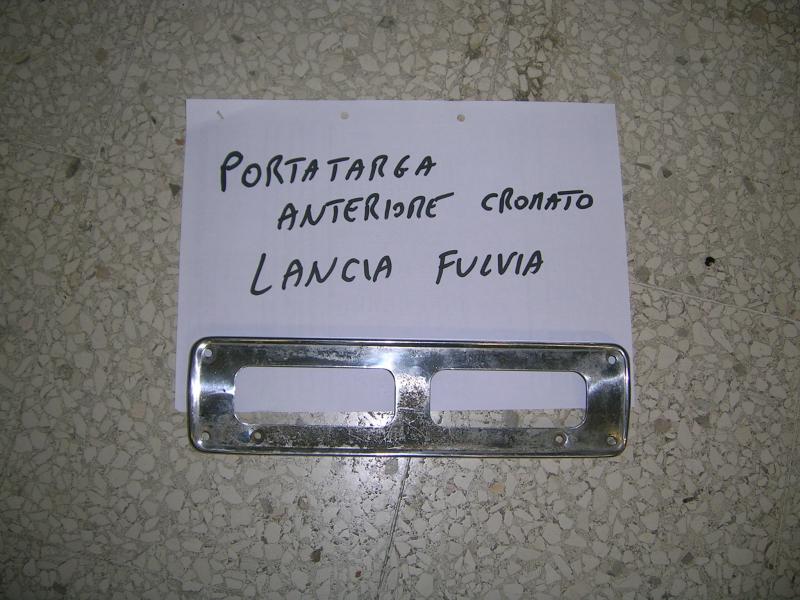 PORTATARGA
ANTERIORE CROMATO
LANCIA FULVIA